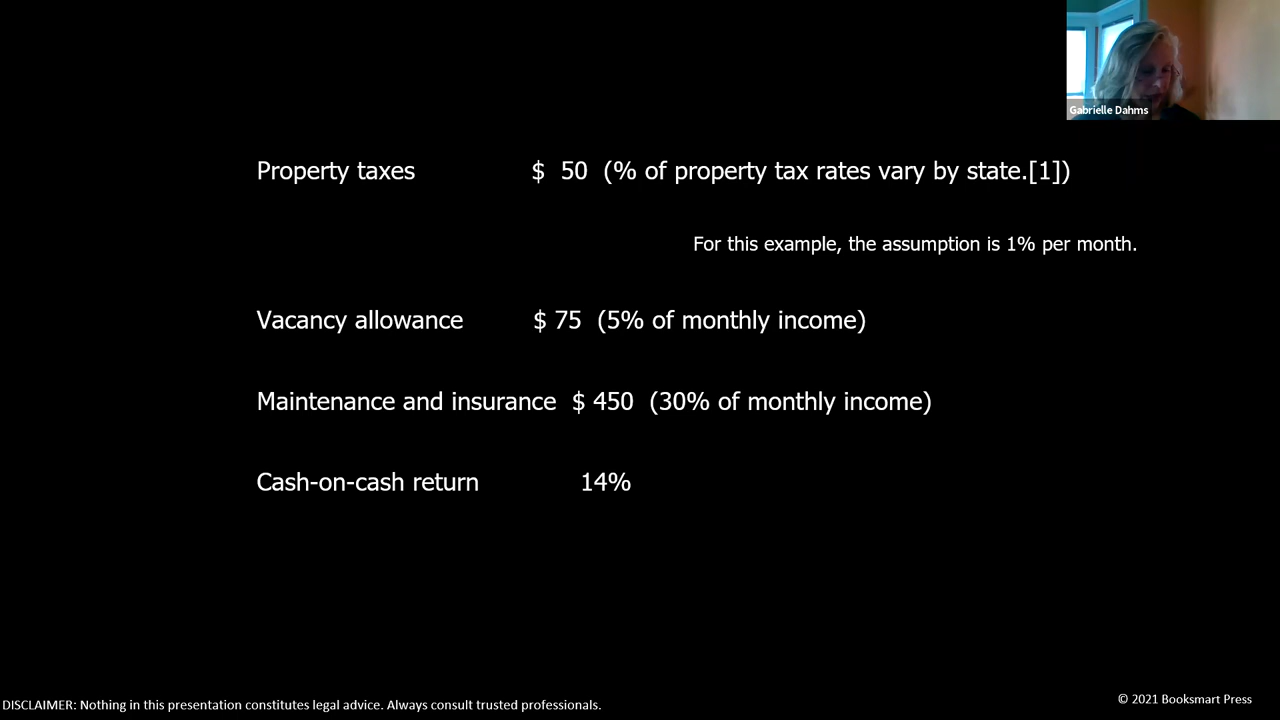 Gabrielle Dahms
Property taxes $ 50 (% of property tax rates vary by state.[1])
For this example, the assumption is 1% per month.
Vacancy allowance $ 75 (5% of monthly income)
Maintenance and insurance $ 450 (30% of monthly income)
Cash-on-cash return 14%
DISCLAIMER: Nothing in this presentation constitutes legal advice. Always consult trusted professionals.
© 2021 Booksmart Press